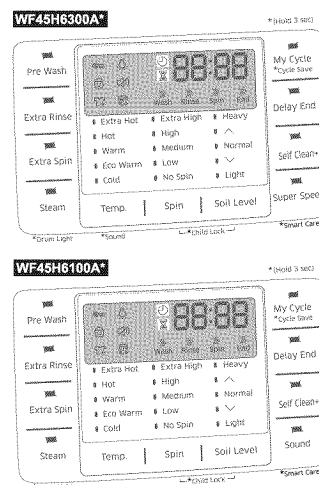 WF45H6300A*
*(Hold 3 sec)
Pre Wash
My Cycle
*Cycle Save
88:88
Wash Rinse Spin End
Extra Rinse
Delay End
Extra Hot Extra High Heavy
Hot High
Warm Medium Normal
Eco Warm Low
Cold No Spin Light
Extra Spin
Self Clean+
Steam
Temp. Spin Soil Level
Super Spee
*Drum Light *Sound *Child Lock *Smart Care
WF45H6100A*
*(Hold 3 sec)
Pre Wash
My Cycle
*Cycle Save
88:88
Wash Rinse Spin End
Extra Rinse
Delay End
Extra Hot Extra High Heavy
Hot High
Warm Medium Normal
Eco Warm Low
Cold No Spin Light
Extra Spin
Self Clean+
Steam
Temp. Spin Soil Level
Sound
*Child Lock *Smart Care